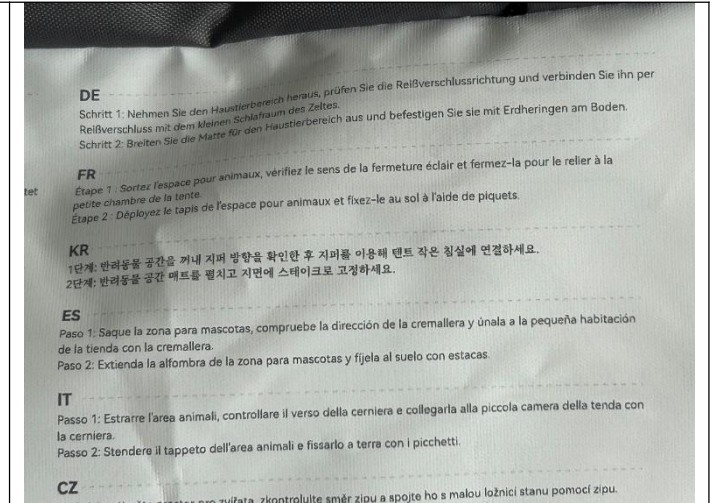 DE
Schritt 1: Nehmen Sie den Haustierbereich heraus, prüfen Sie die Reißverschlussrichtung und verbinden Sie ihn per
Reißverschluss mit dem kleinen Schlafraum des Zeltes.
Schritt 2: Breiten Sie die Matte für den Haustierbereich aus und befestigen Sie sie mit Erdheringen am Boden.
tet
FR
Étape 1 : Sortez l'espace pour animaux, vérifiez le sens de la fermeture éclair et fermez-la pour le relier à la
petite chambre de la tente.
Étape 2 : Déployez le tapis de l'espace pour animaux et fixez-le au sol à l'aide de piquets.
KR
1단계: 반려동물 공간을 꺼내 지퍼 방향을 확인한 후 지퍼를 이용해 텐트 작은 침실에 연결하세요.
2단계: 반려동물 공간 매트를 펼치고 지면에 스테이크로 고정하세요.
ES
Paso 1: Saque la zona para mascotas, compruebe la dirección de la cremallera y únala a la pequeña habitación
de la tienda con la cremallera.
Paso 2: Extienda la alfombra de la zona para mascotas y fíjela al suelo con estacas.
IT
Passo 1: Estrarre l'area animali, controllare il verso della cerniera e collegarla alla piccola camera della tenda con
la cerniera.
Passo 2: Stendere il tappeto dell'area animali e fissarlo a terra con i picchetti.
CZ
pro zvířata, zkontrolujte směr zipu a spojte ho s malou ložnicí stanu pomocí zipu.